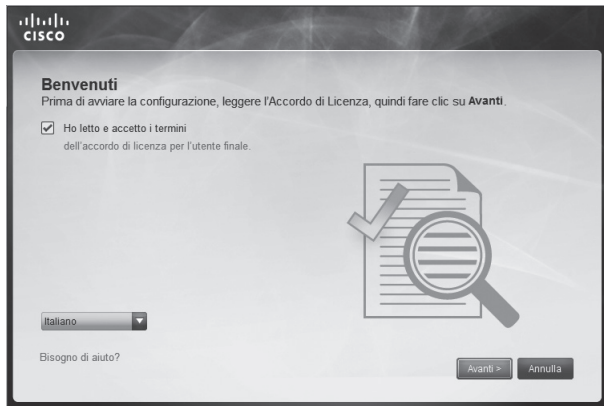 CISCO
Benvenuti
Prima di avviare la configurazione, leggere l'Accordo di Licenza, quindi fare clic su Avanti.
Ho letto e accetto i termini
dell'accordo di licenza per l'utente finale.
Italiano
Bisogno di aiuto?
Avanti >
Annulla